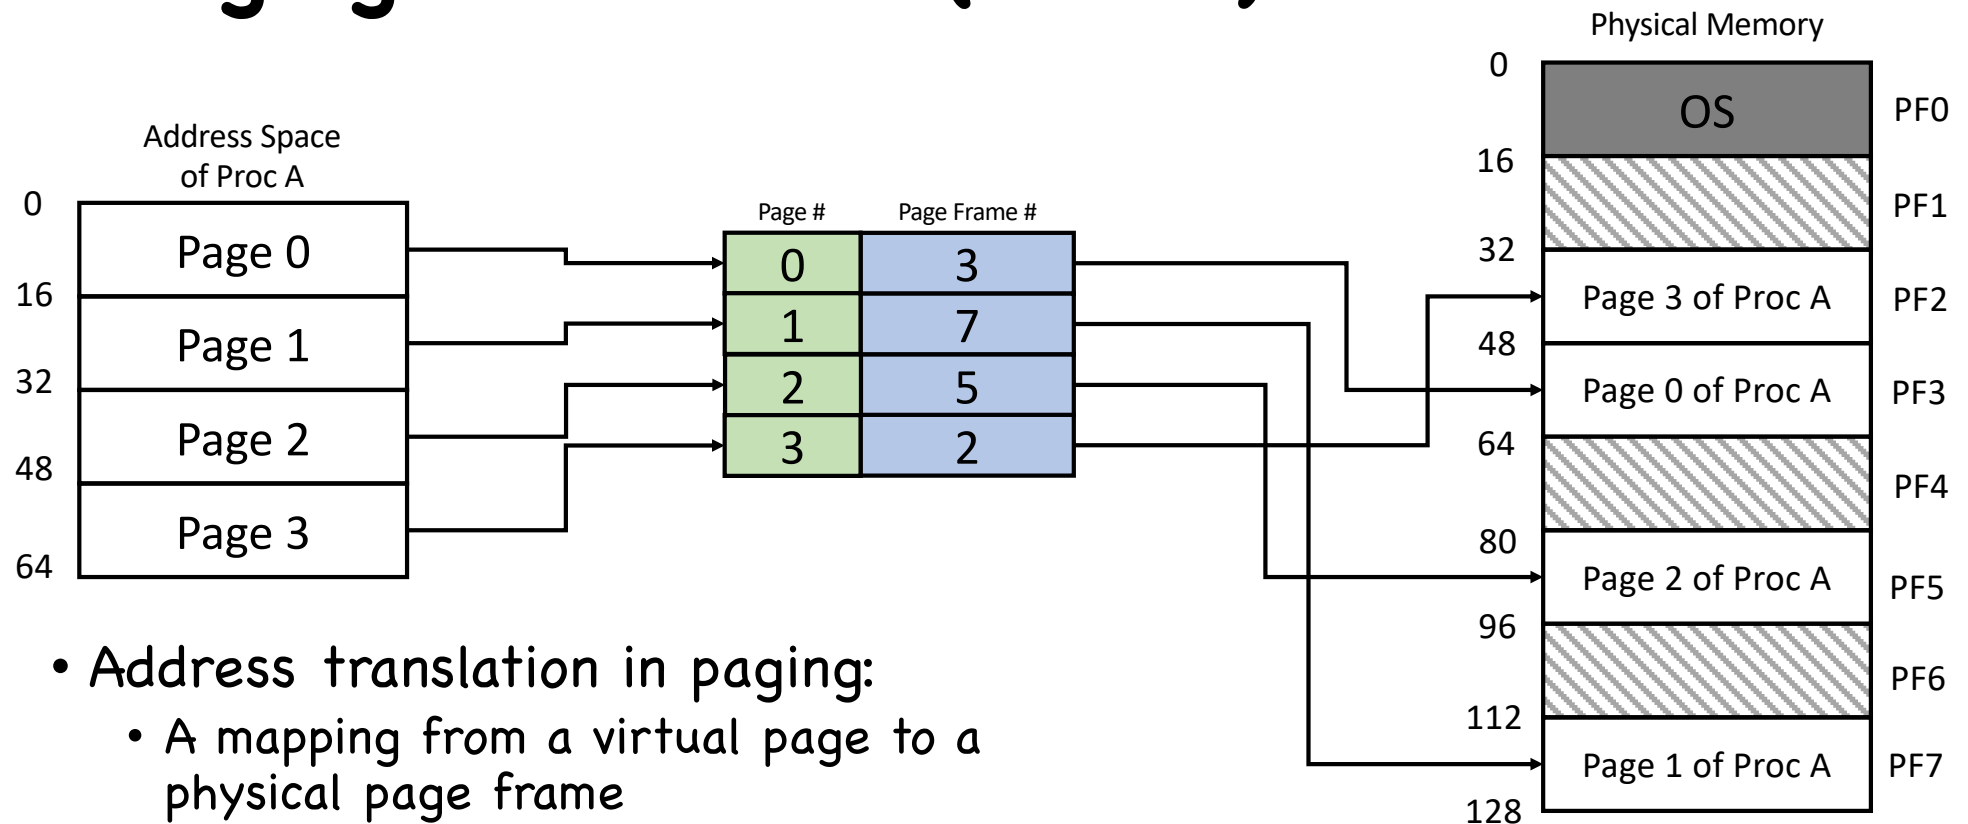 Physical Memory
0
OS
PF0
16
PF1
32
Page 3 of Proc A
PF2
48
Page 0 of Proc A
PF3
64
PF4
80
Page 2 of Proc A
PF5
96
PF6
112
Page 1 of Proc A
PF7
128
Address Space
of Proc A
0
Page 0
16
Page 1
32
Page 2
48
Page 3
64
Page # Page Frame #
0 3
1 7
2 5
3 2
• Address translation in paging:
• A mapping from a virtual page to a
physical page frame